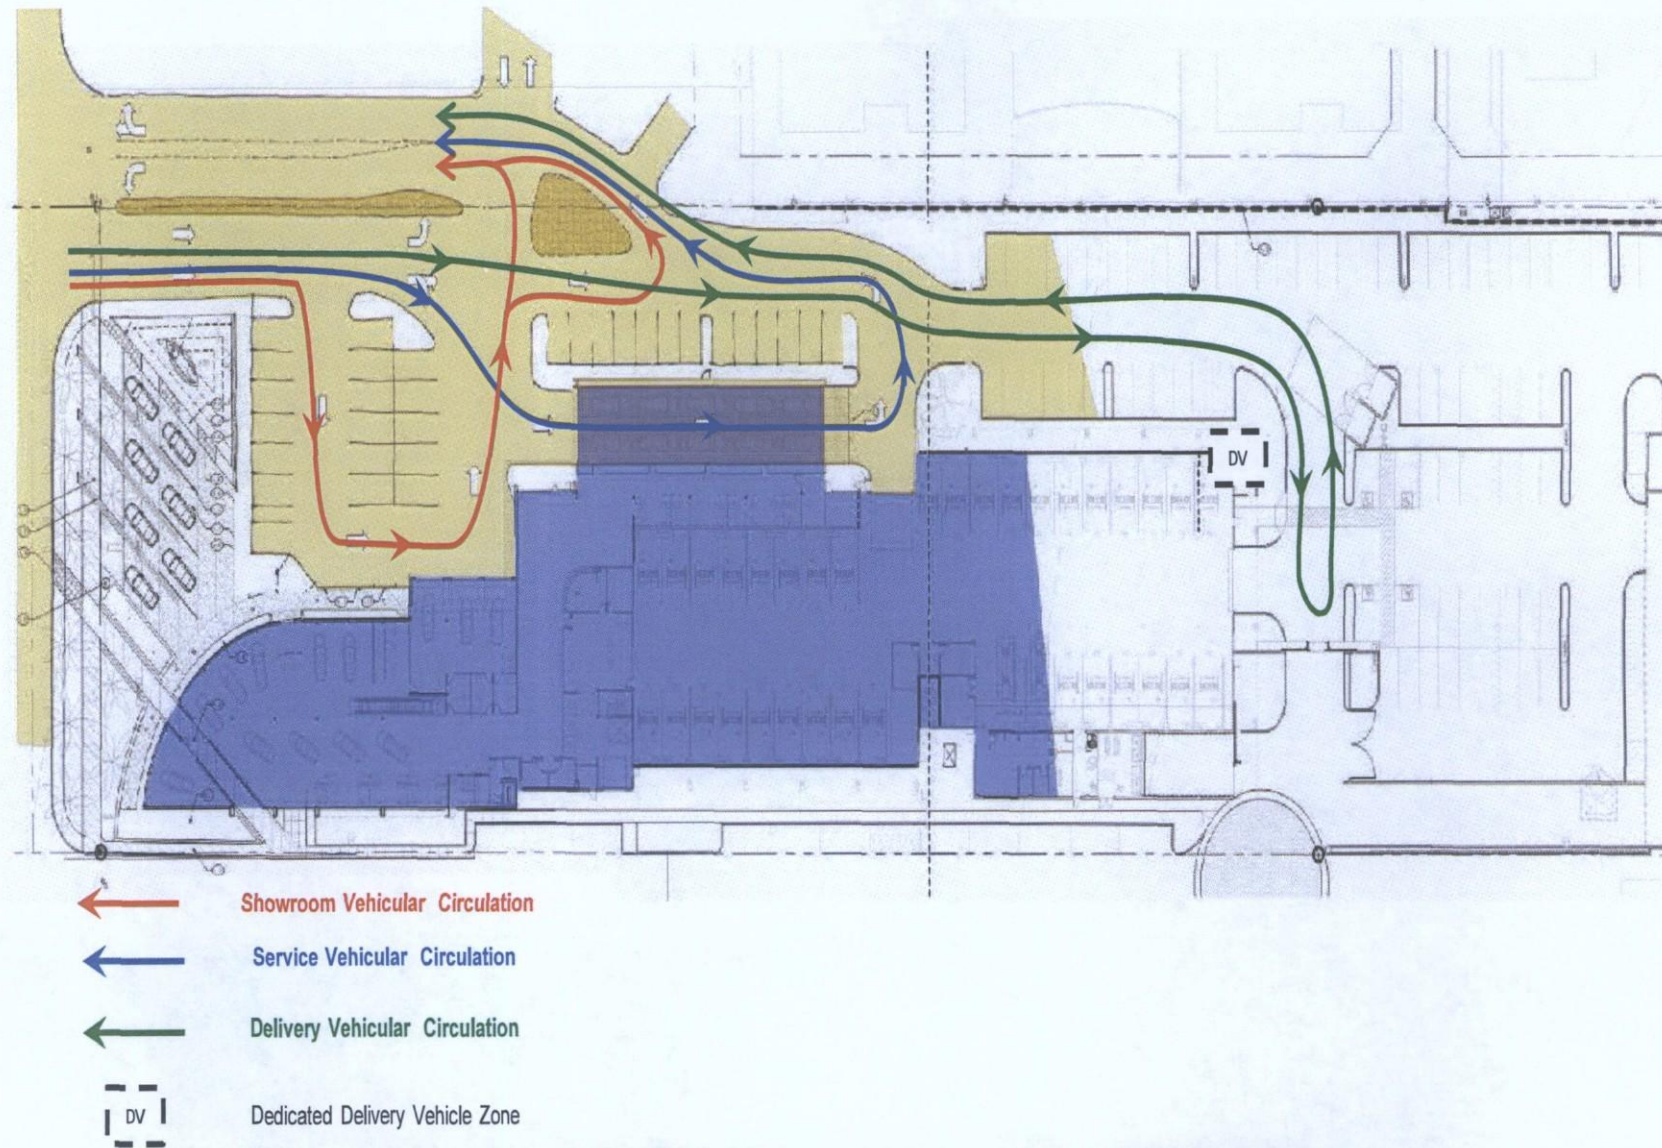 DV
Showroom Vehicular Circulation
Service Vehicular Circulation
Delivery Vehicular Circulation
DV
Dedicated Delivery Vehicle Zone